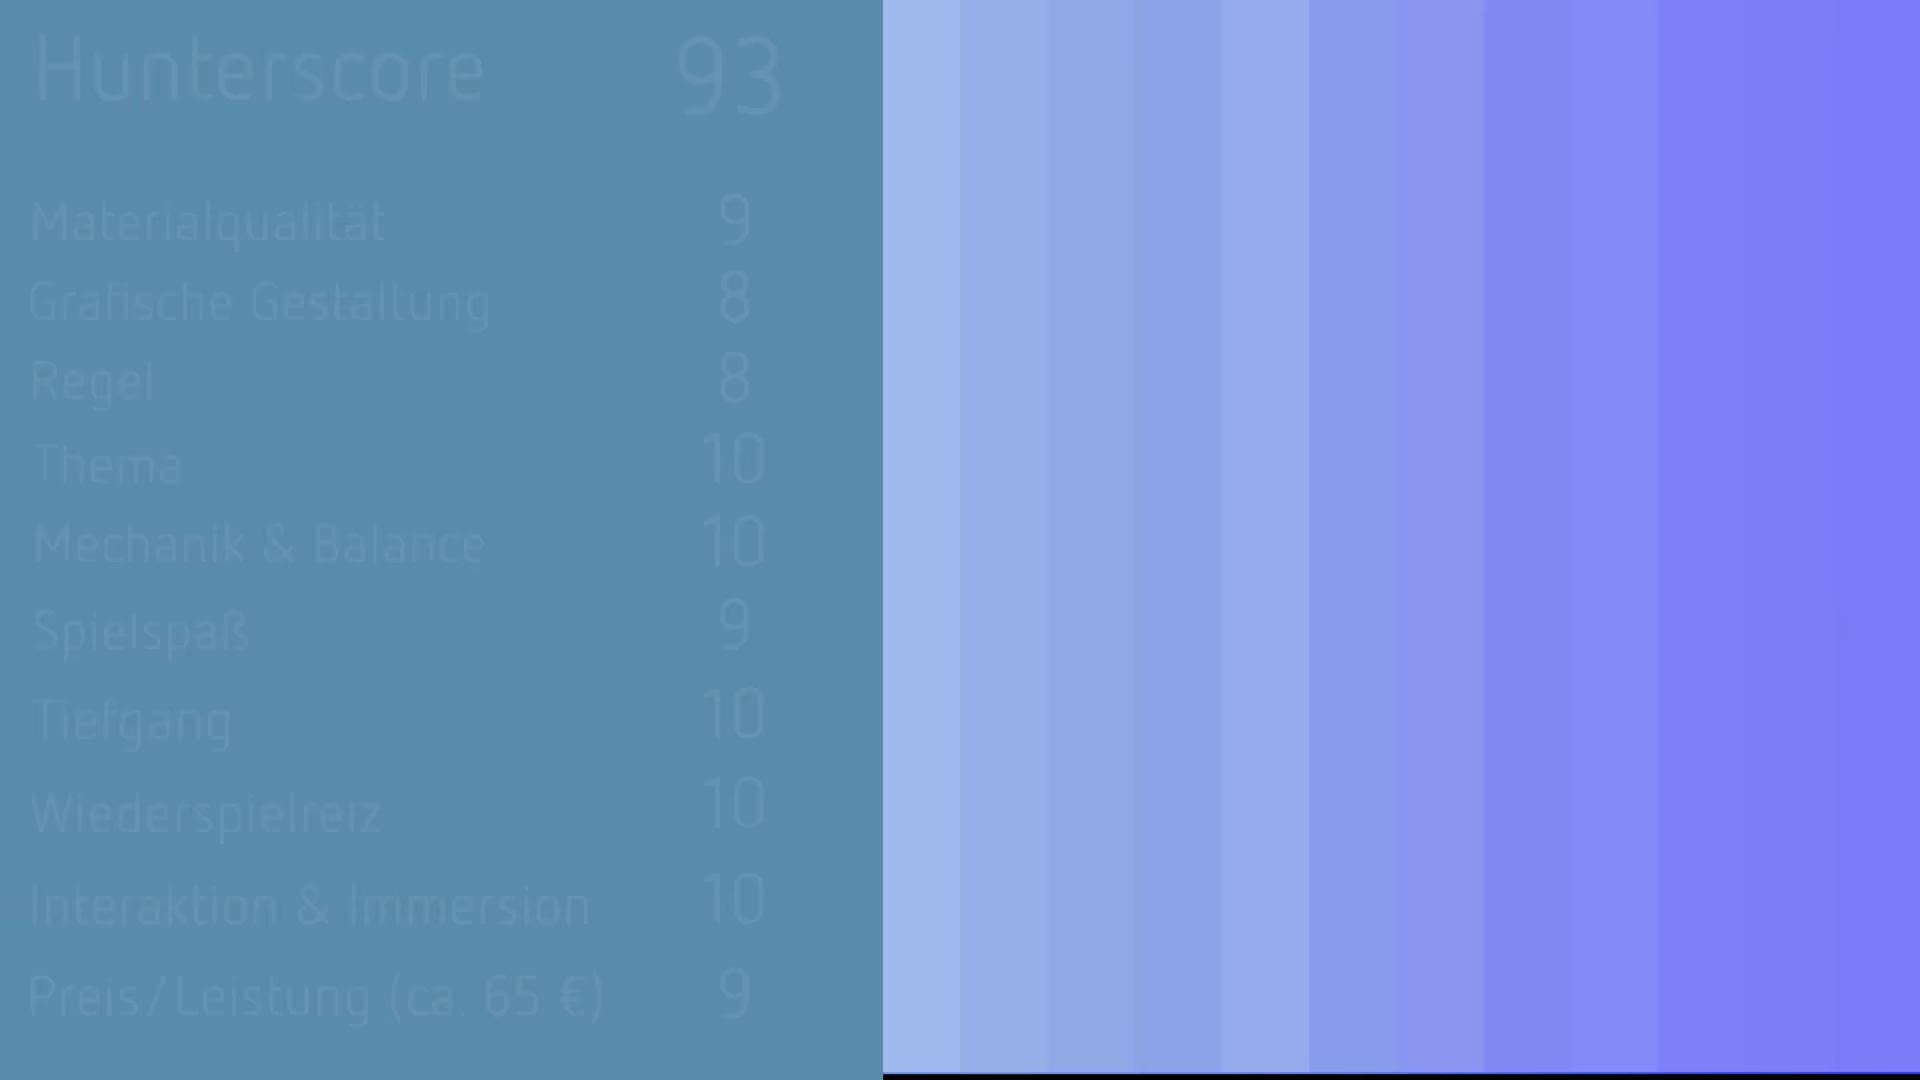 Hunterscore 93
Materialqualität 9
Grafische Gestaltung 8
Regel 8
Thema 10
Mechanik & Balance 10
Spielspaß 9
Tiefgang 10
Wiederspielreiz 10
Interaktion & Immersion 10
Preis/Leistung (ca. 65 €) 9